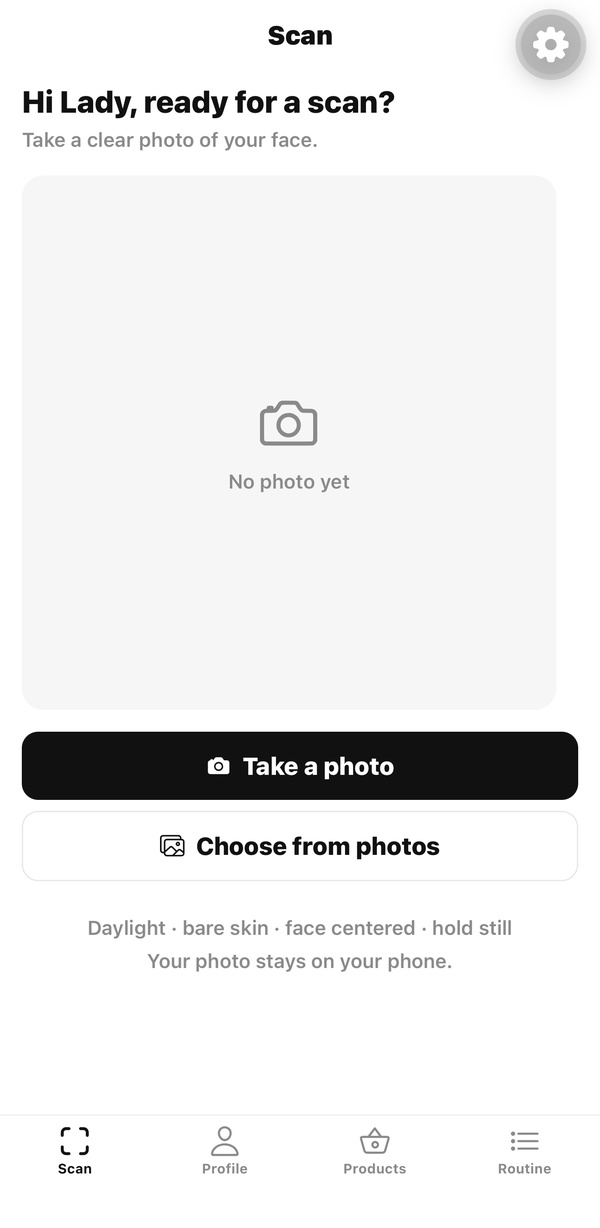 Scan
Hi Lady, ready for a scan?
Take a clear photo of your face.
No photo yet
Take a photo
Choose from photos
Daylight · bare skin · face centered · hold still
Your photo stays on your phone.
Scan
Profile
Products
Routine